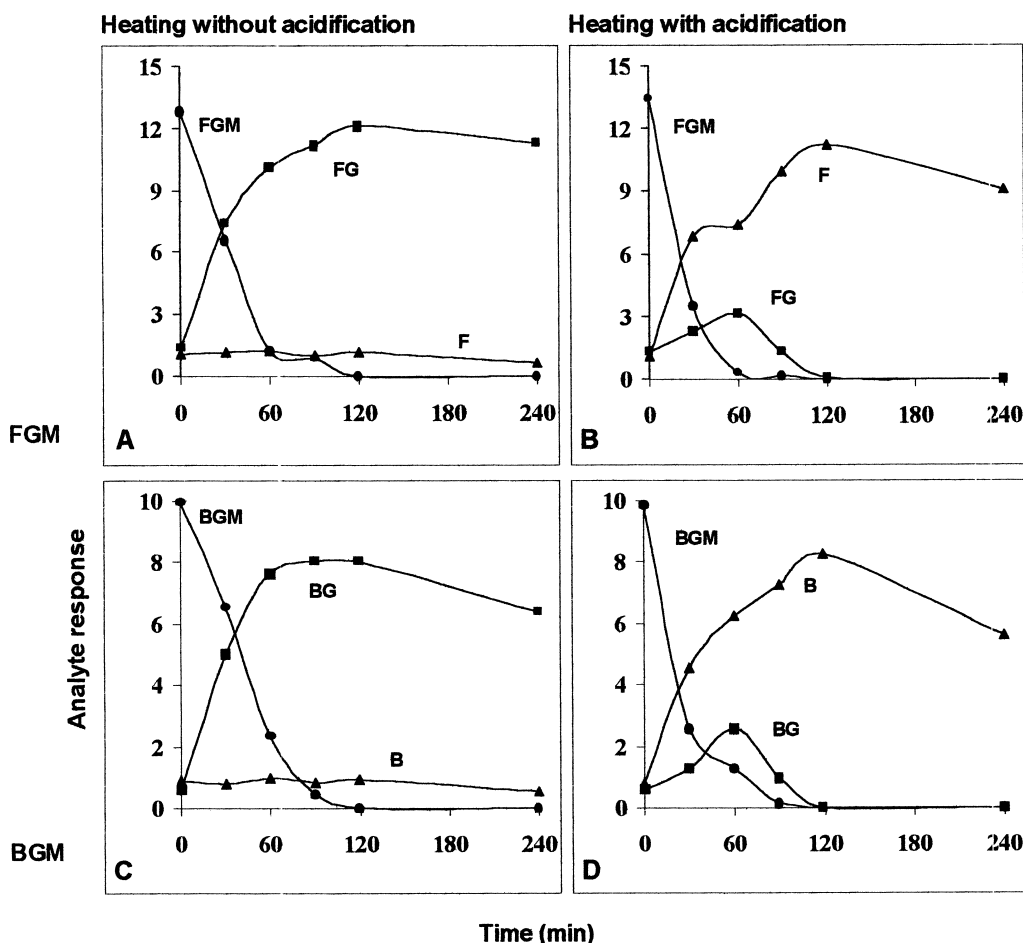 Heating without acidification
Heating with acidification
15
12
9
6
3
0
FGM
FG
F
0 60 120 180 240
A
15
12
9
6
3
0
FGM
F
FG
0 60 120 180 240
B
FGM
10
8
6
4
2
0
BGM
BG
B
0 60 120 180 240
C
10
8
6
4
2
0
BGM
B
BG
0 60 120 180 240
D
BGM
Analyte response
Time (min)